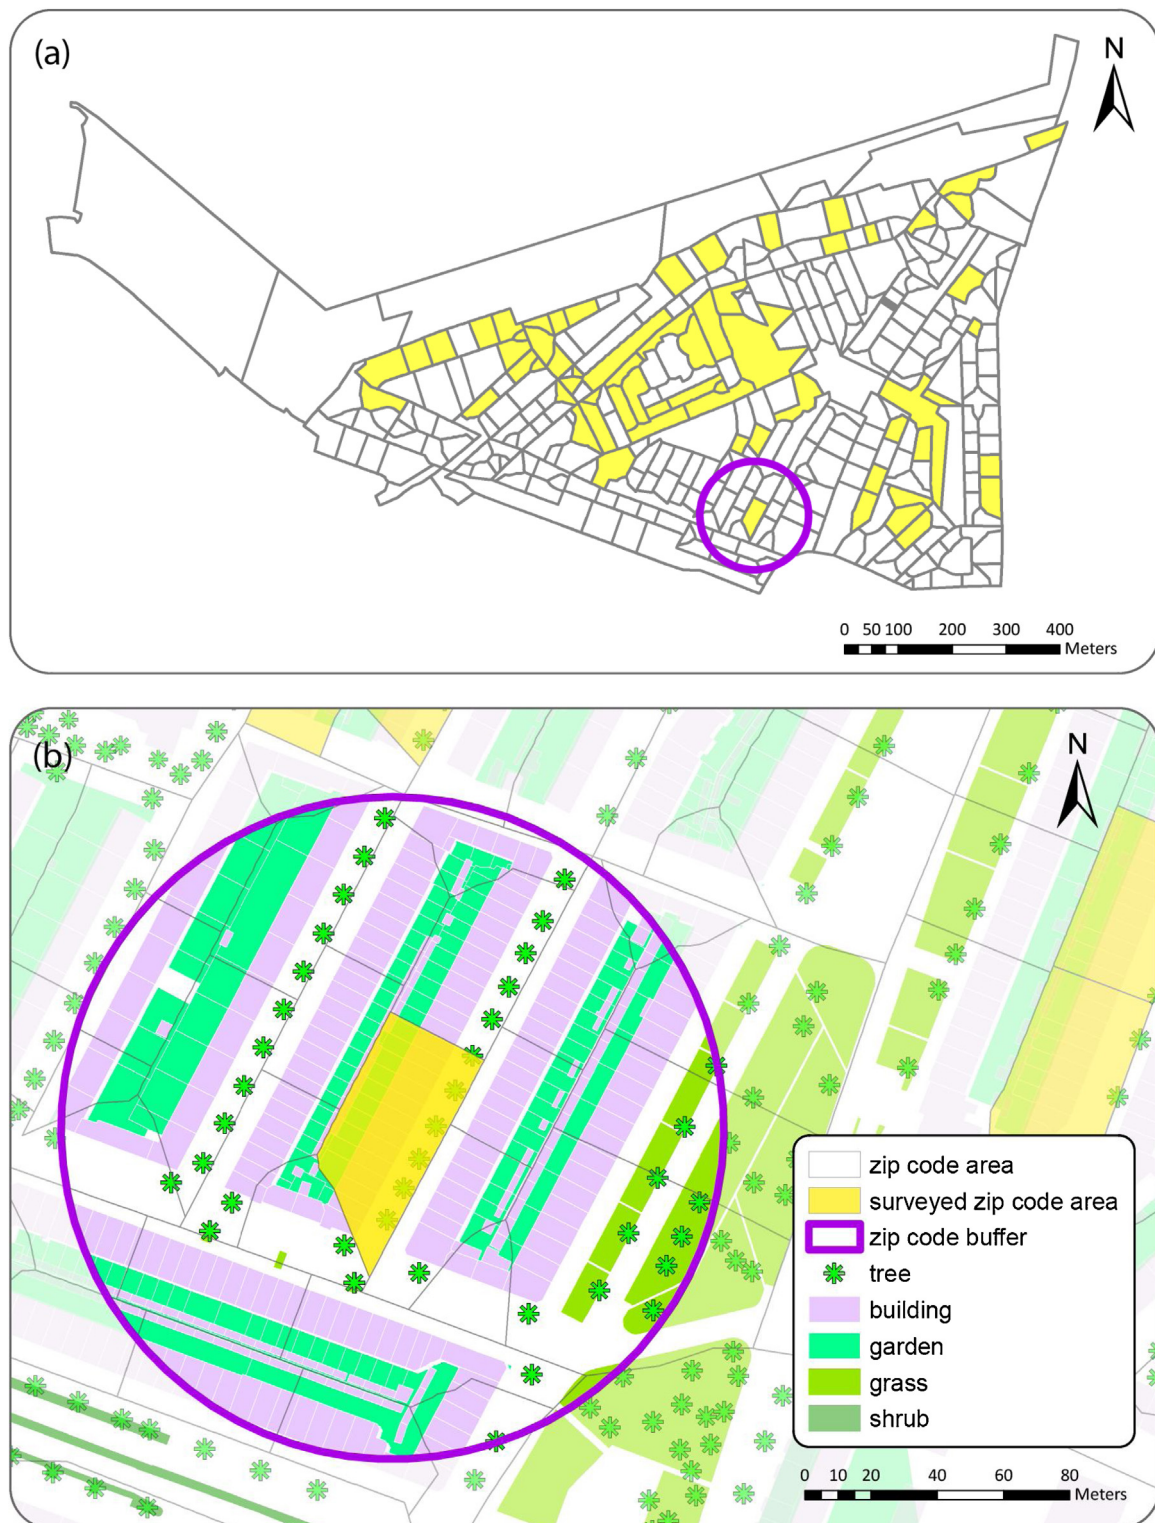 (a)
N
0 50 100 200 300 400
Meters
(b)
N
zip code area
surveyed zip code area
zip code buffer
tree
building
garden
grass
shrub
0 10 20 40 60 80
Meters